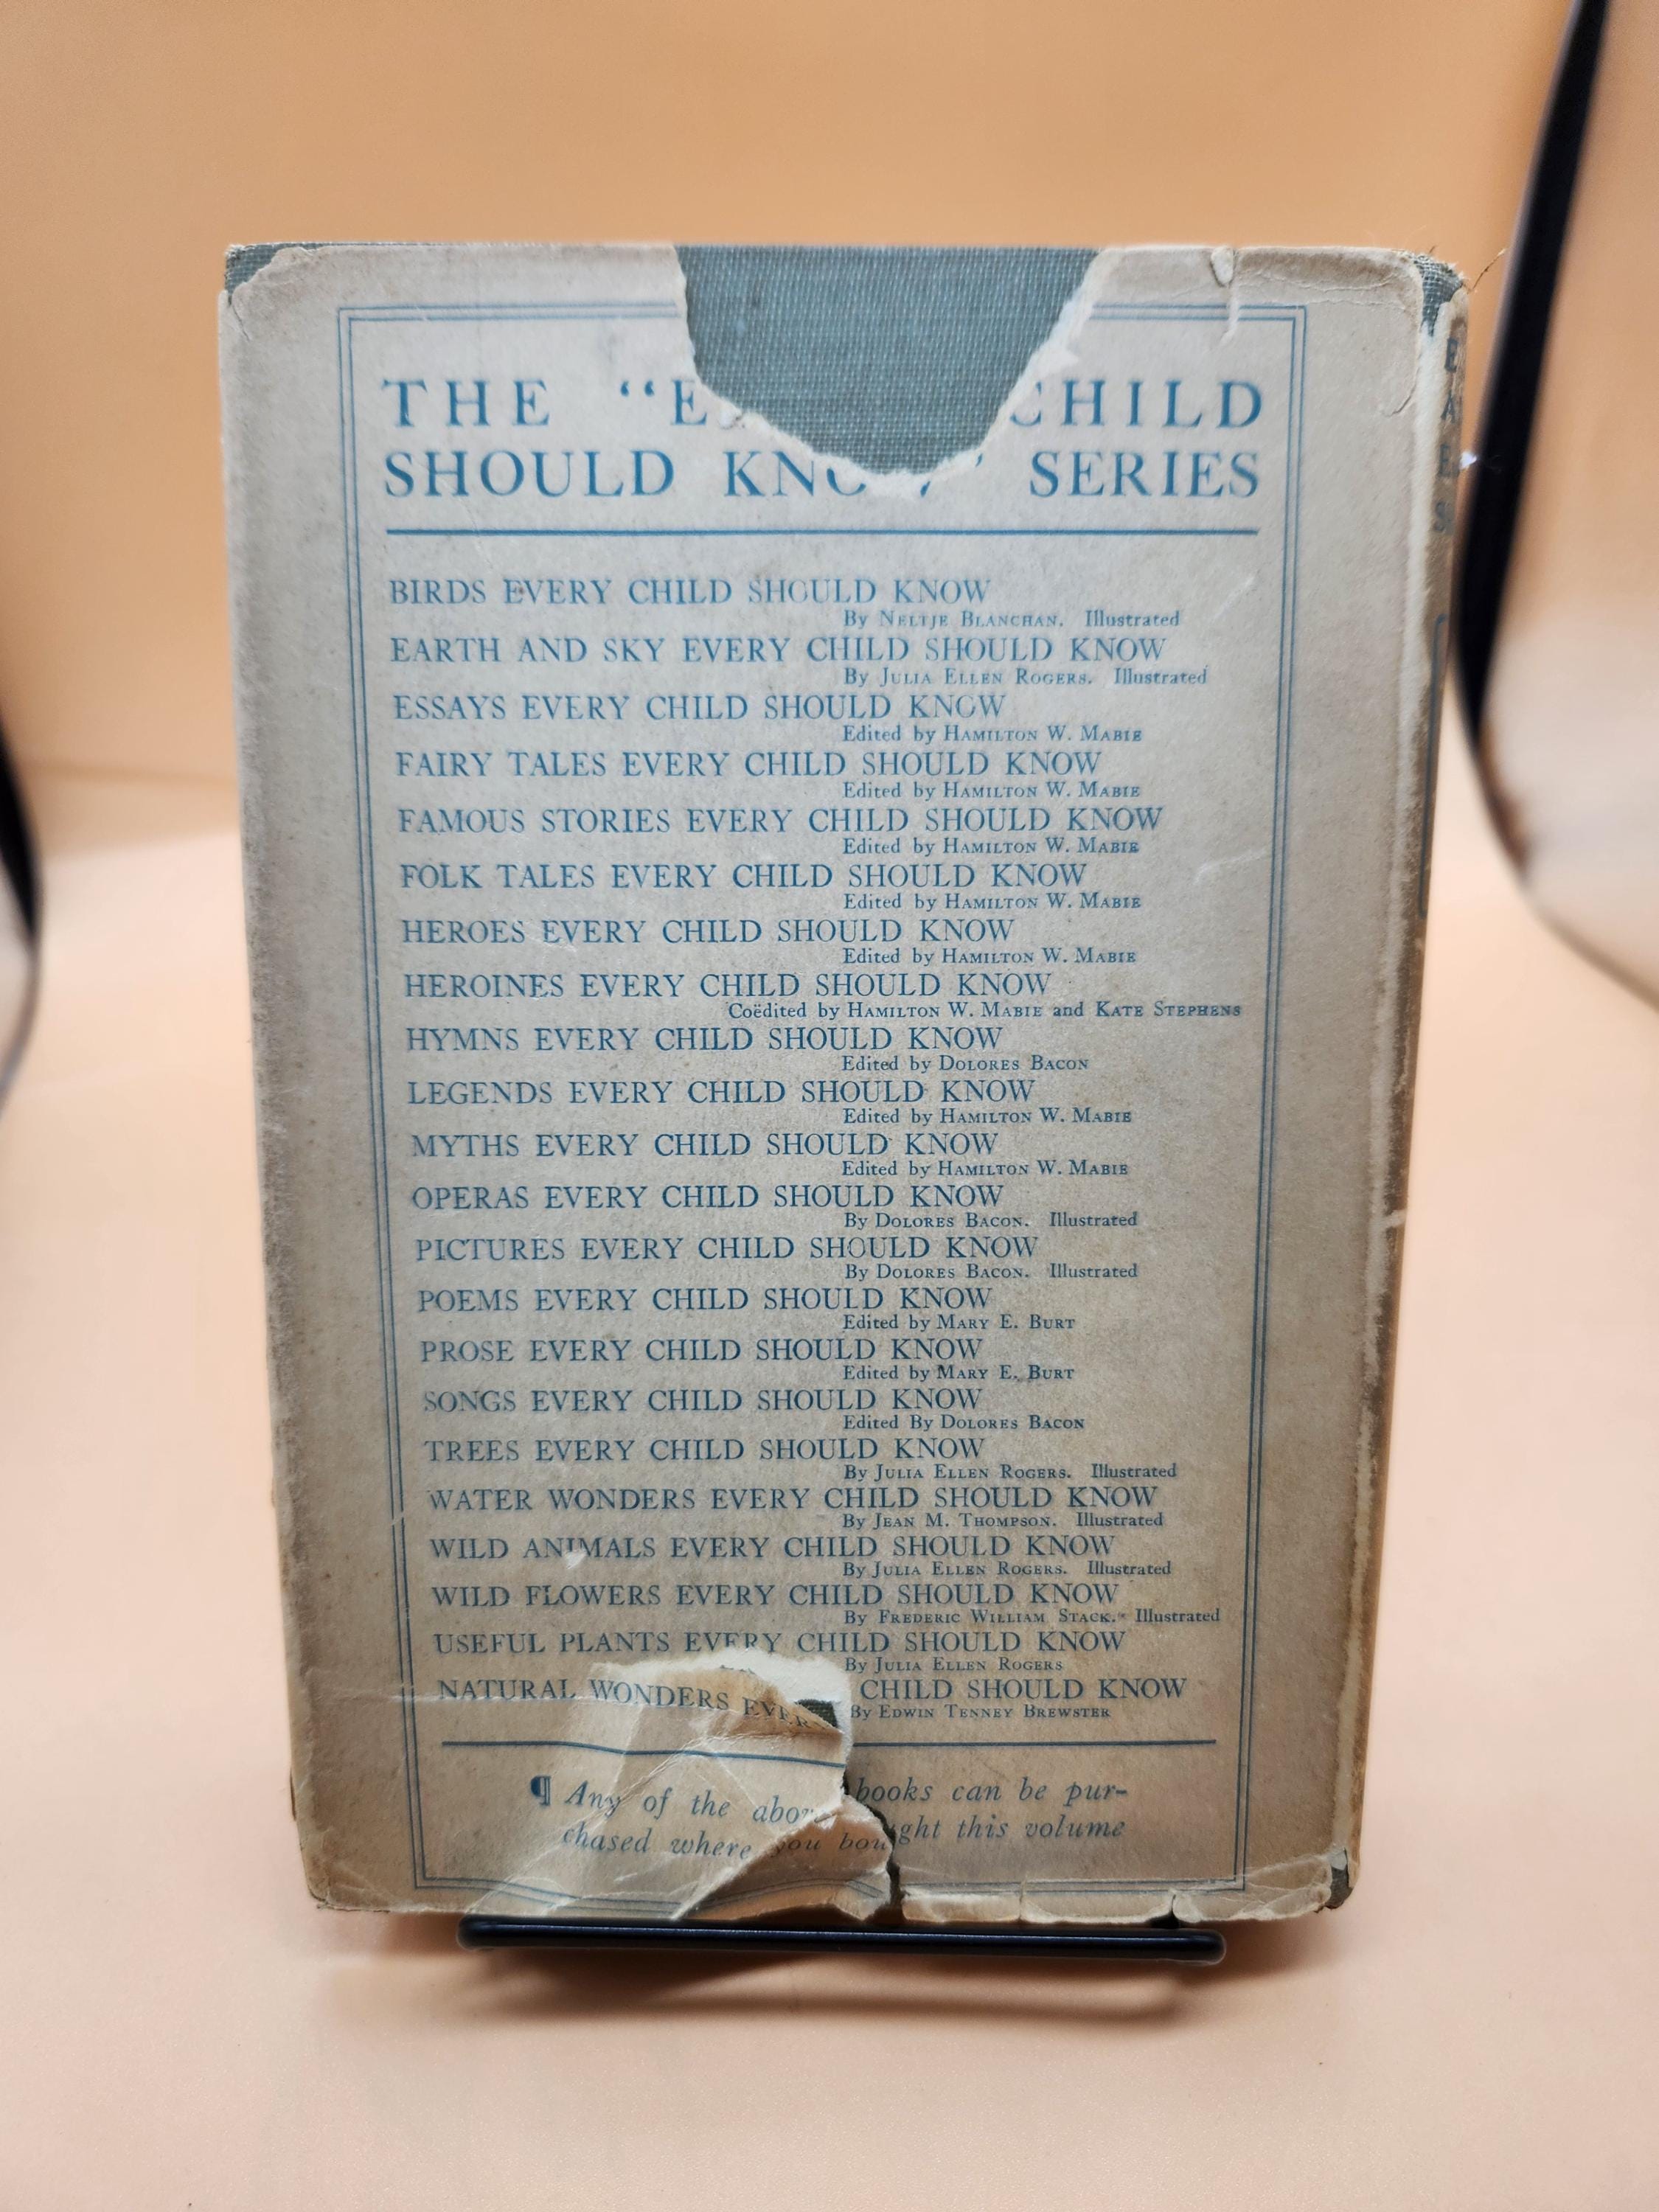 THE "E CHILD
SHOULD SERIES
BIRDS EVERY CHILD SHOULD KNOW
By NELTJE BLANCHAN. Illustrated
EARTH AND SKY EVERY CHILD SHOULD KNOW
By JULIA ELLEN ROGERS. Illustrated
ESSAYS EVERY CHILD SHOULD KNOW
Edited by HAMILTON W. MABIE
FAIRY TALES EVERY CHILD SHOULD KNOW
Edited by HAMILTON W. MABIE
FAMOUS STORIES EVERY CHILD SHOULD KNOW
Edited by HAMILTON W. MABIE
FOLK TALES EVERY CHILD SHOULD KNOW
Edited by HAMILTON W. MABIE
HEROES EVERY CHILD SHOULD KNOW
Edited by HAMILTON W. MABIE
HEROINES EVERY CHILD SHOULD KNOW
Coëdited by HAMILTON W. MABIE and KATE STEPHENS
HYMNS EVERY CHILD SHOULD KNOW
Edited by DOLORES BACON
LEGENDS EVERY CHILD SHOULD KNOW
Edited by HAMILTON W. MABIE
MYTHS EVERY CHILD SHOULD KNOW
Edited by HAMILTON W. MABIE
OPERAS EVERY CHILD SHOULD KNOW
By DOLORES BACON. Illustrated
PICTURES EVERY CHILD SHOULD KNOW
By DOLORES BACON. Illustrated
POEMS EVERY CHILD SHOULD KNOW
Edited by MARY E. BURT
PROSE EVERY CHILD SHOULD KNOW
Edited by MARY E. BURT
SONGS EVERY CHILD SHOULD KNOW
Edited By DOLORES BACON
TREES EVERY CHILD SHOULD KNOW
By JULIA ELLEN ROGERS. Illustrated
WATER WONDERS EVERY CHILD SHOULD KNOW
By JEAN M. THOMPSON. Illustrated
WILD ANIMALS EVERY CHILD SHOULD KNOW
By JULIA ELLEN ROGERS. Illustrated
WILD FLOWERS EVERY CHILD SHOULD KNOW
By FREDERIC WILLIAM STACK. Illustrated
USEFUL PLANTS EVERY CHILD SHOULD KNOW
By JULIA ELLEN ROGERS
NATURAL WONDERS EVER CHILD SHOULD KNOW
By EDWIN TENNEY BREWSTER
¶ Any of the above books can be pur-
chased where you bought this volume